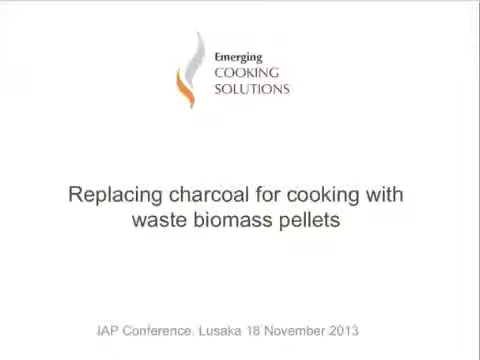 Emerging
COOKING
SOLUTIONS
Replacing charcoal for cooking with
waste biomass pellets
IAP Conference. Lusaka 18 November 2013